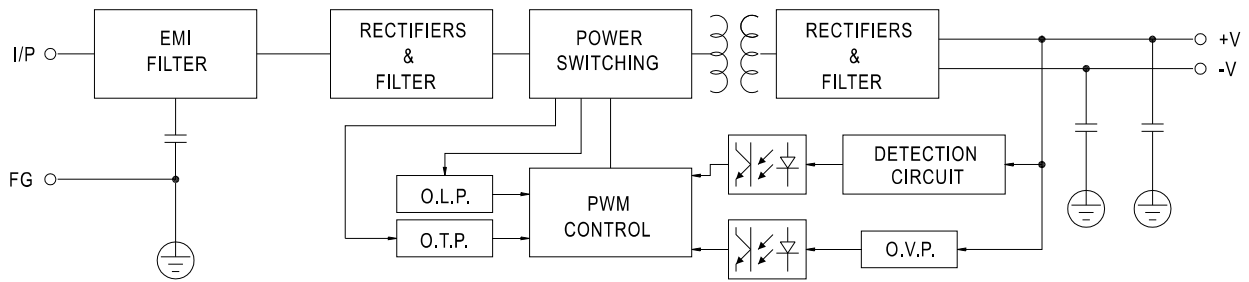 I/P
EMI
FILTER
RECTIFIERS
&
FILTER
POWER
SWITCHING
RECTIFIERS
&
FILTER
+V
-V
FG
O.L.P.
O.T.P.
PWM
CONTROL
DETECTION
CIRCUIT
O.V.P.